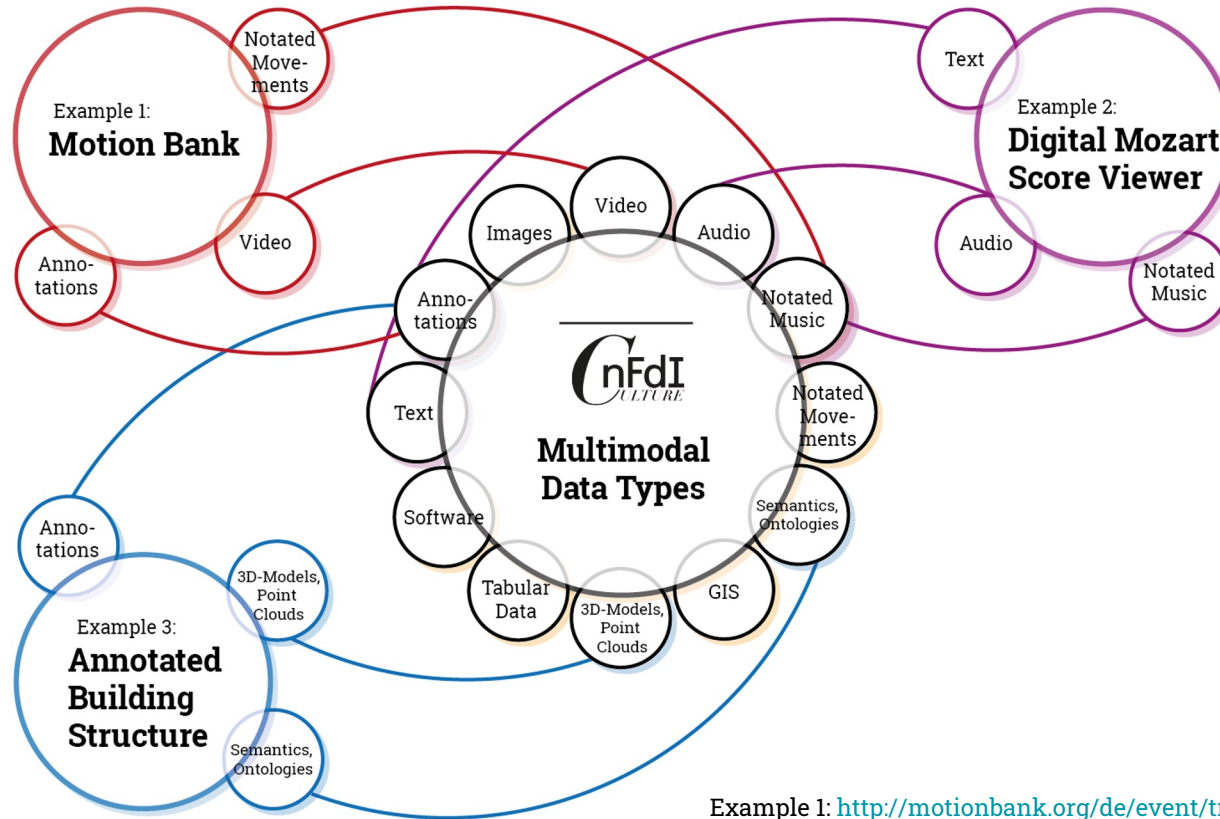 Example 1:
Motion Bank
Notated
Move-
ments
Video
Anno-
tations
Example 2:
Digital Mozart
Score Viewer
Text
Audio
Notated
Music
Example 3:
Annotated
Building
Structure
Anno-
tations
3D-Models,
Point
Clouds
Semantics,
Ontologies
nFdI
CULTURE
Multimodal
Data Types
Video
Audio
Notated
Music
Notated
Move-
ments
Semantics,
Ontologies
GIS
3D-Models,
Point
Clouds
Tabular
Data
Software
Text
Anno-
tations
Images
Example 1: http://motionbank.org/de/event/